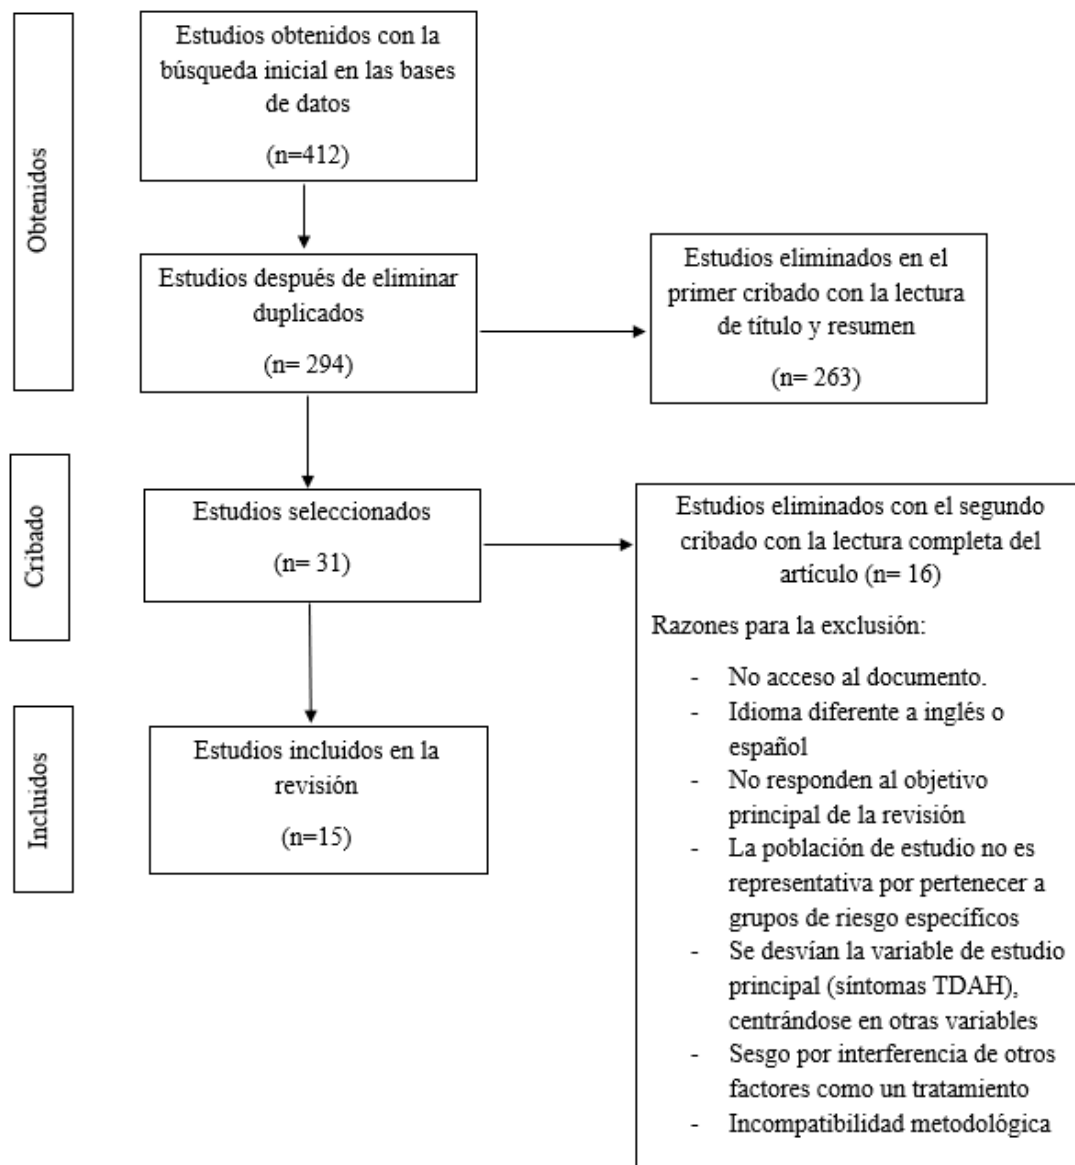 Obtenidos
Estudios obtenidos con la
búsqueda inicial en las bases
de datos
(n=412)
Estudios después de eliminar
duplicados
(n= 294)
Estudios eliminados en el
primer cribado con la lectura
de título y resumen
(n= 263)
Cribado
Estudios seleccionados
(n= 31)
Estudios eliminados con el segundo
cribado con la lectura completa del
artículo (n= 16)
Razones para la exclusión:
- No acceso al documento.
- Idioma diferente a inglés o
español
- No responden al objetivo
principal de la revisión
- La población de estudio no es
representativa por pertenecer a
grupos de riesgo específicos
- Se desvían la variable de estudio
principal (síntomas TDAH),
centrándose en otras variables
- Sesgo por interferencia de otros
factores como un tratamiento
- Incompatibilidad metodológica
Incluidos
Estudios incluidos en la
revisión
(n=15)